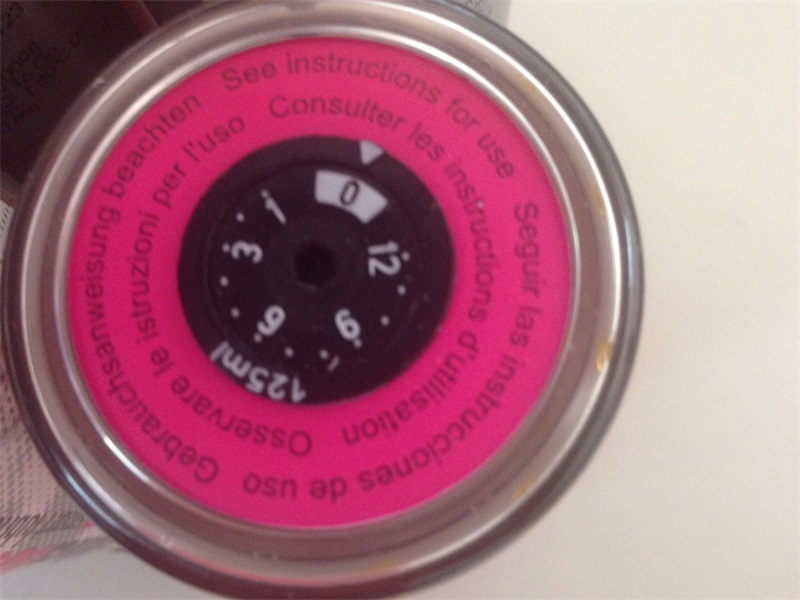 See instructions for use
Seguir las instrucciones de uso
Gebrauchsanweisung beachten
Consulter les instructions d'utilisation
Osservare le istruzioni per l'uso
0
1
3
6
9
12
125ml